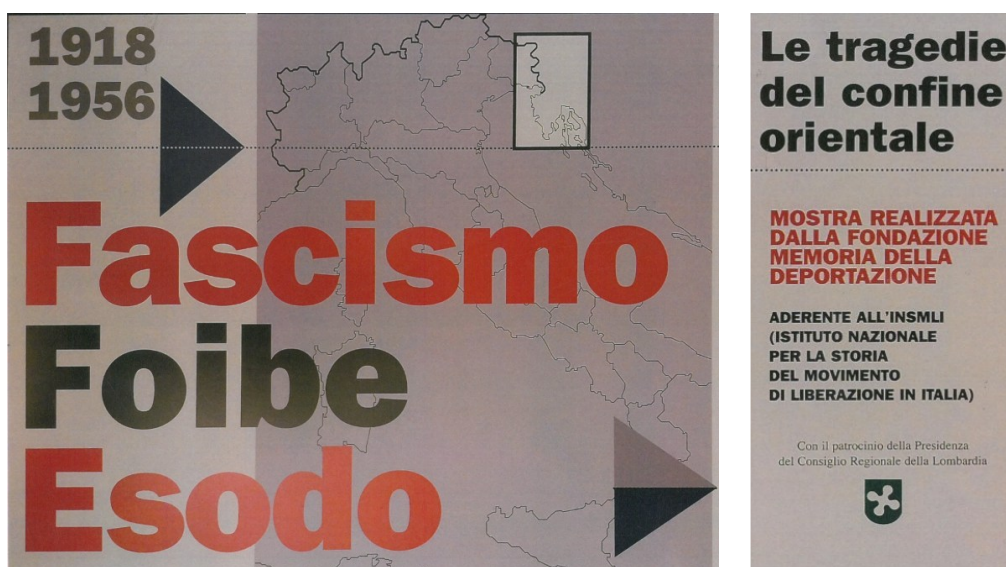 1918
1956
Fascismo
Foibe
Esodo
Le tragedie
del confine
orientale
MOSTRA REALIZZATA
DALLA FONDAZIONE
MEMORIA DELLA
DEPORTAZIONE
ADERENTE ALL'INSMLI
(ISTITUTO NAZIONALE
PER LA STORIA
DEL MOVIMENTO
DI LIBERAZIONE IN ITALIA)
Con il patrocinio della Presidenza
del Consiglio Regionale della Lombardia